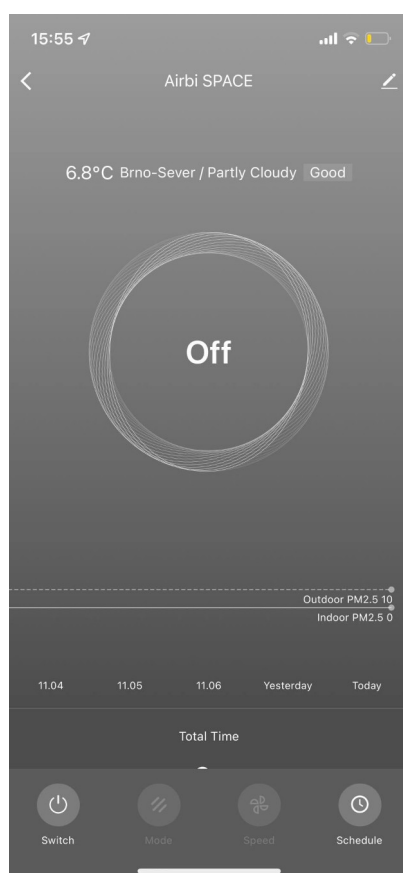 15:55
Airbi SPACE
6.8°C Brno-Sever / Partly Cloudy Good
Off
Outdoor PM2.5 10
Indoor PM2.5 0
11.04 11.05 11.06 Yesterday Today
Total Time
Switch Mode Speed Schedule